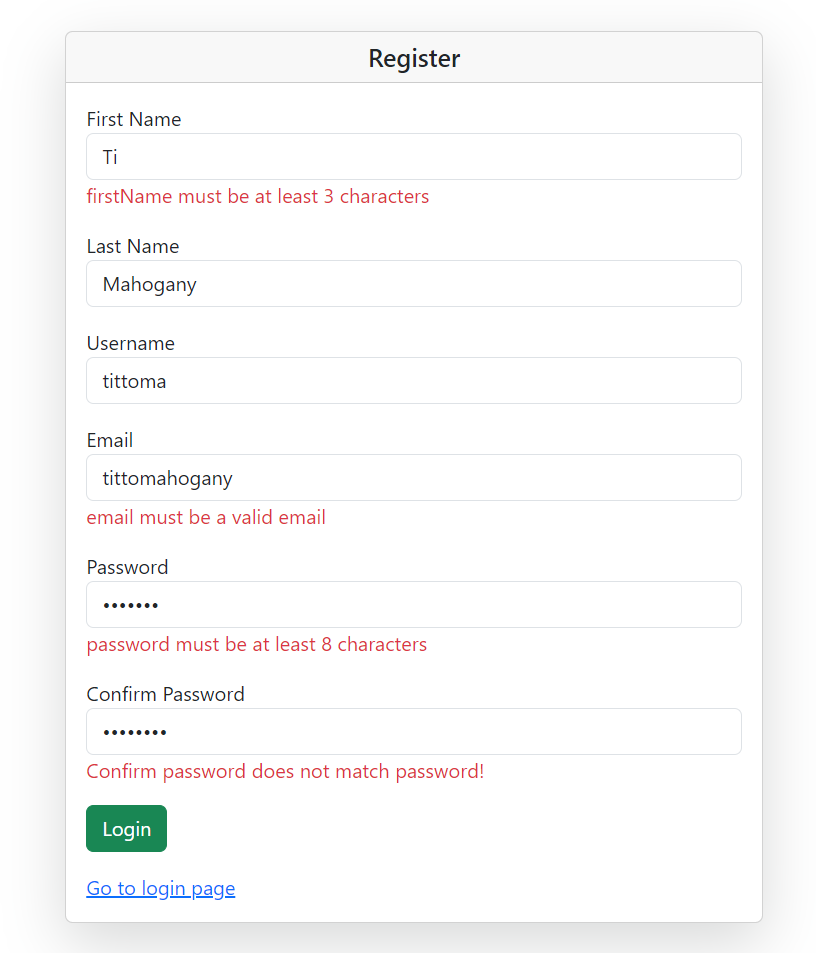 Register
First Name
Ti
firstName must be at least 3 characters
Last Name
Mahogany
Username
tittoma
Email
tittomahogany
email must be a valid email
Password
•••••••
password must be at least 8 characters
Confirm Password
••••••••
Confirm password does not match password!
Login
Go to login page